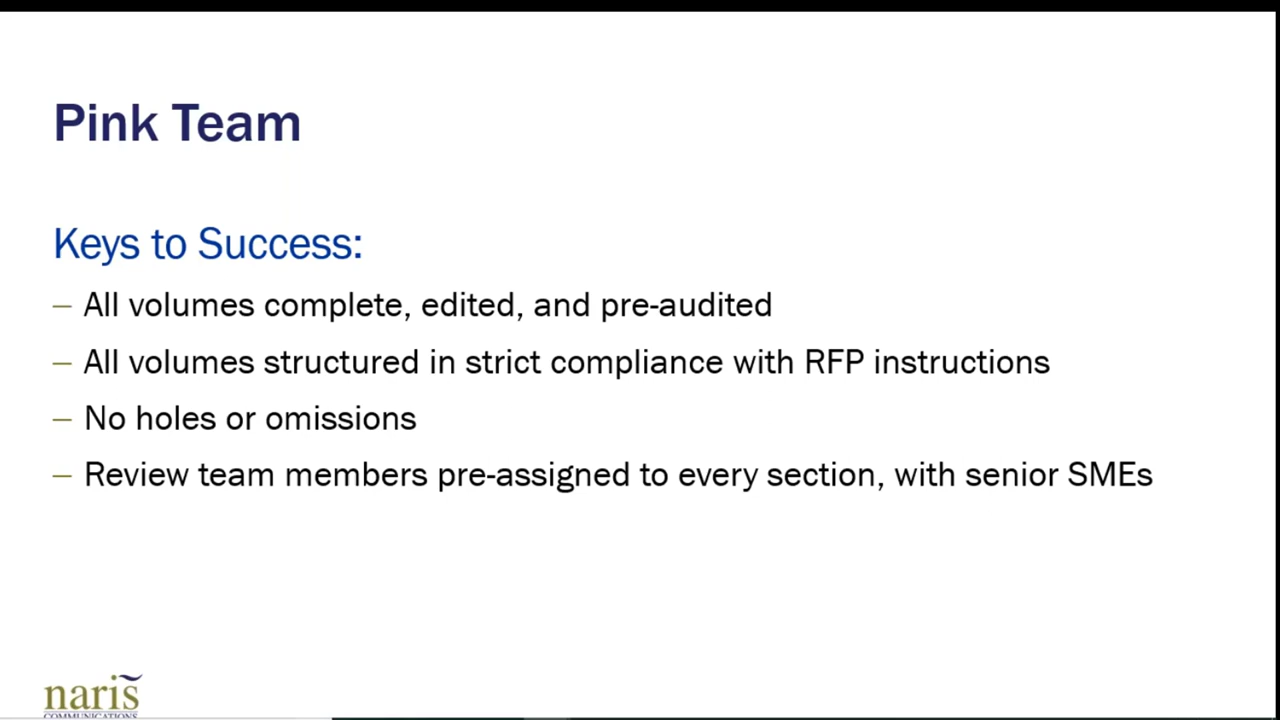 Pink Team
Keys to Success:
– All volumes complete, edited, and pre-audited
– All volumes structured in strict compliance with RFP instructions
– No holes or omissions
– Review team members pre-assigned to every section, with senior SMEs
naris
COMMUNICATIONS